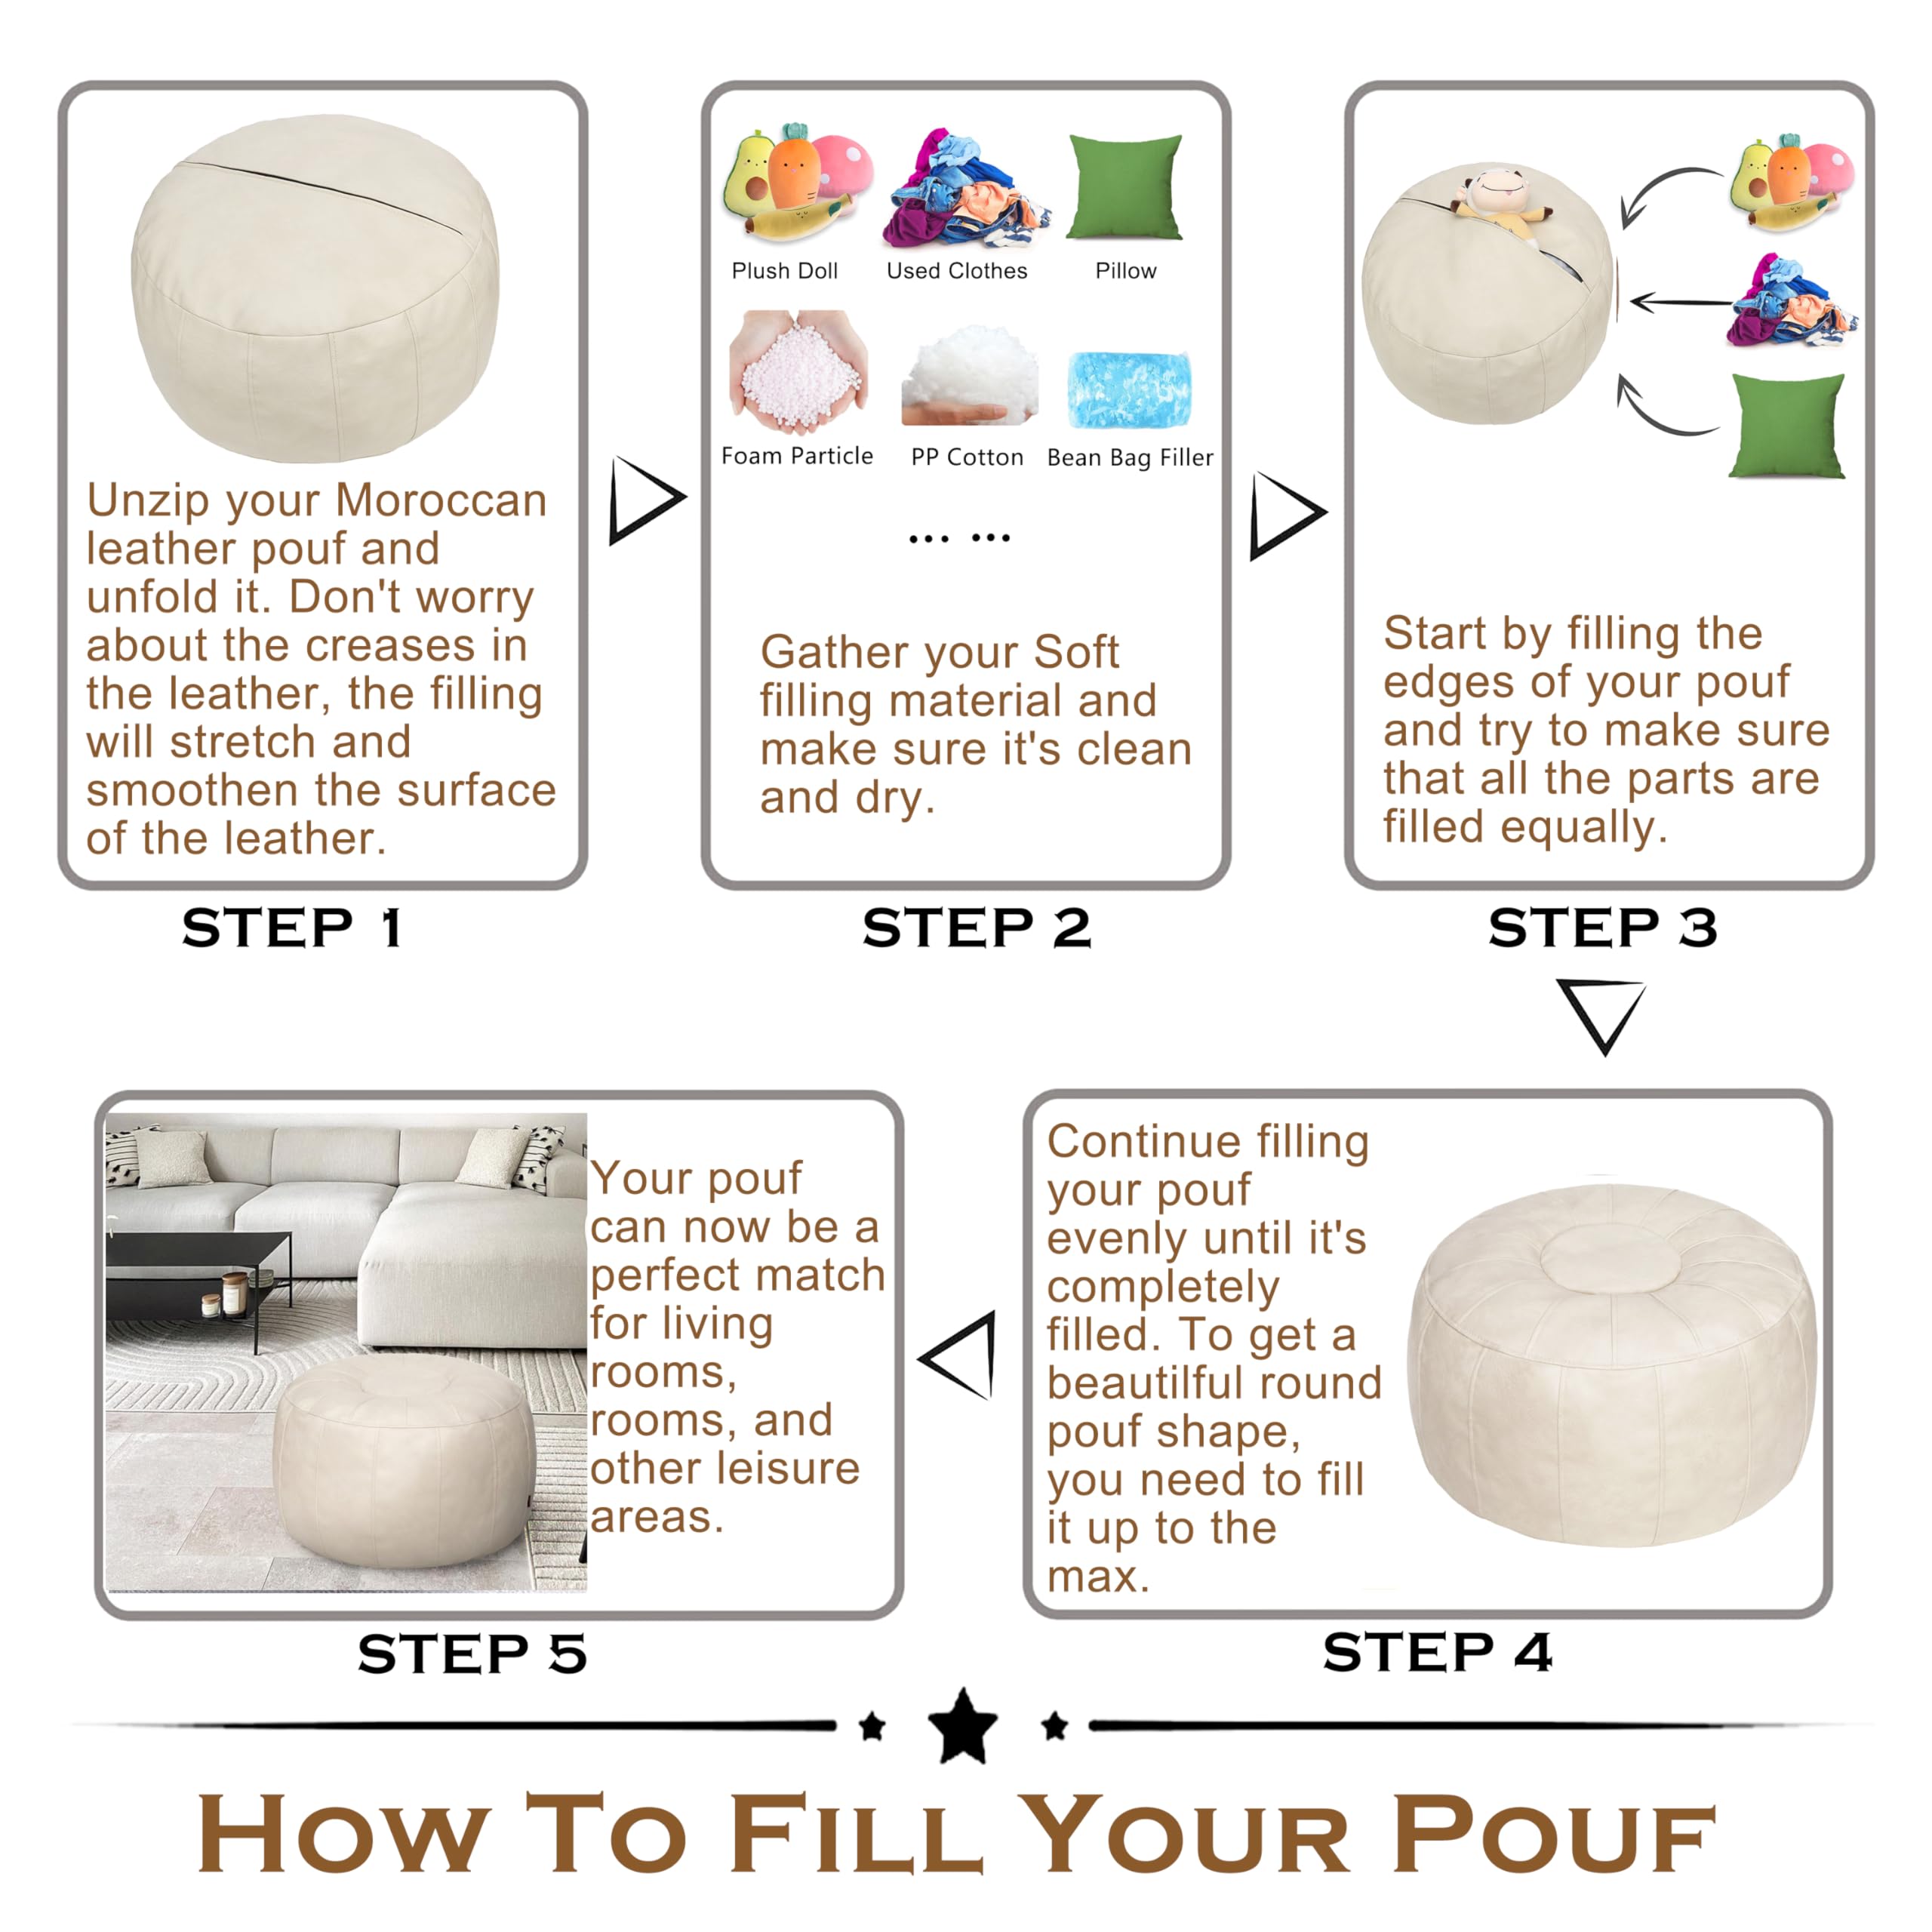 Unzip your Moroccan
leather pouf and
unfold it. Don't worry
about the creases in
the leather, the filling
will stretch and
smoothen the surface
of the leather.
STEP 1
Plush Doll
Used Clothes
Pillow
Foam Particle
PP Cotton
Bean Bag Filler
... ...
Gather your Soft
filling material and
make sure it's clean
and dry.
STEP 2
Start by filling the
edges of your pouf
and try to make sure
that all the parts are
filled equally.
STEP 3
Continue filling
your pouf
evenly until it's
completely
filled. To get a
beautilful round
pouf shape,
you need to fill
it up to the
max.
STEP 4
Your pouf
can now be a
perfect match
for living
rooms,
rooms, and
other leisure
areas.
STEP 5
How To Fill Your Pouf